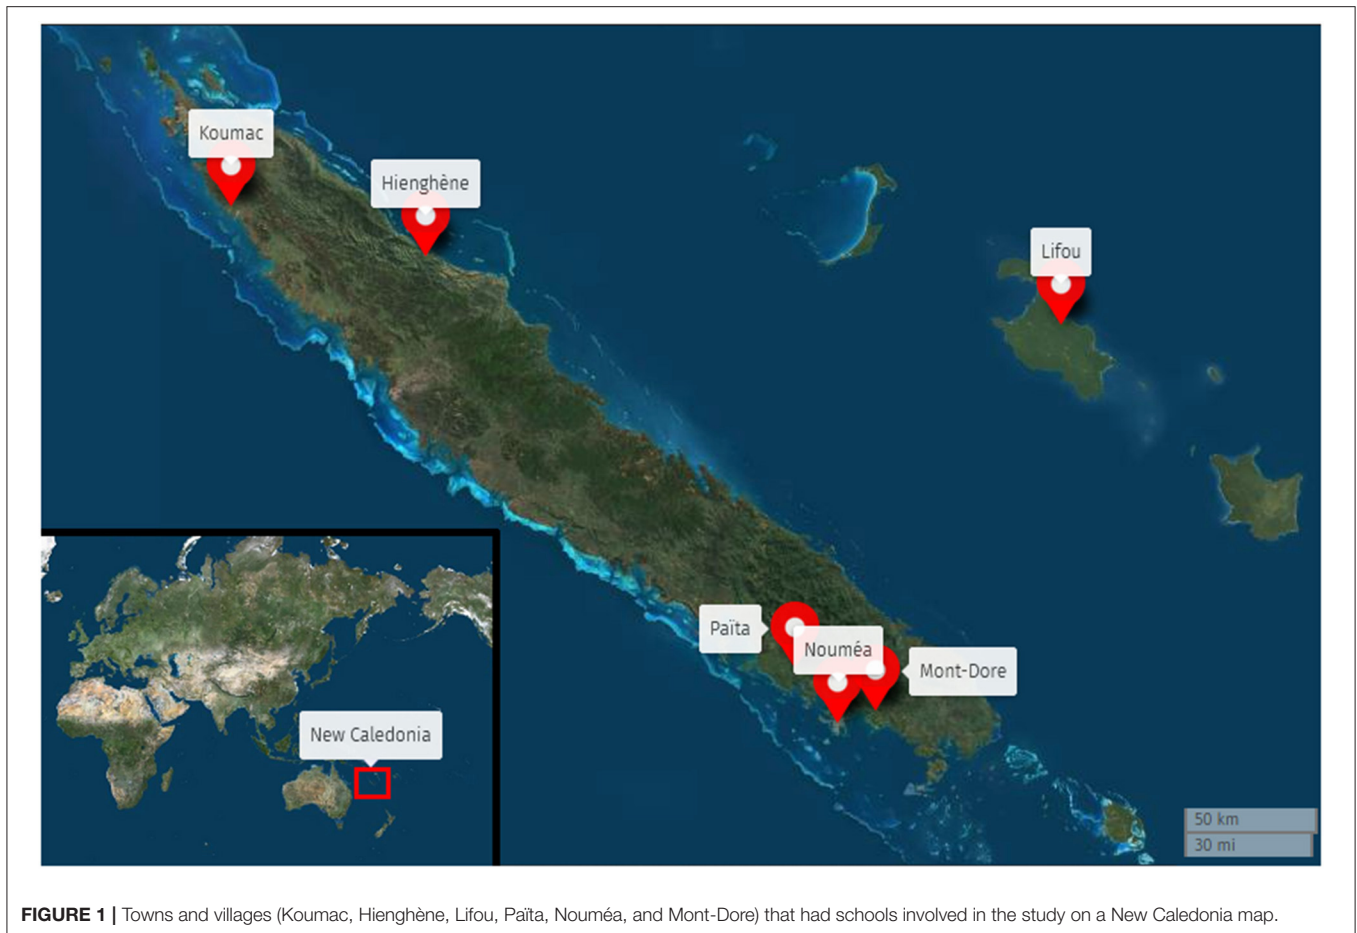 Koumac
Hienghène
Lifou
Païta
Nouméa
Mont-Dore
New Caledonia
50 km
30 mi
FIGURE 1 | Towns and villages (Koumac, Hienghène, Lifou, Païta, Nouméa, and Mont-Dore) that had schools involved in the study on a New Caledonia map.